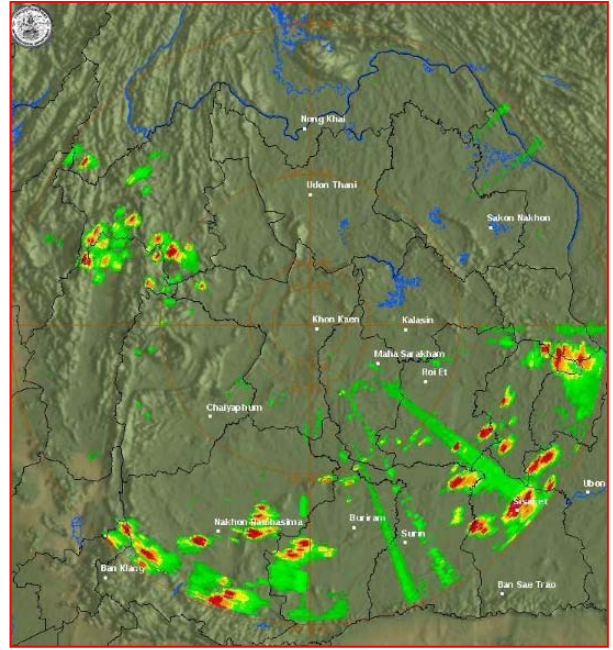 Nong Khai
Udon Thani
Sakon Nakhon
Khon Kaen
Kalasin
Maha Sarakham
Roi Et
Chaiyaphum
Ubon
Sisaket
Nakhon Ratchasima
Buriram
Surin
Ban Klang
Ban Sae Trao